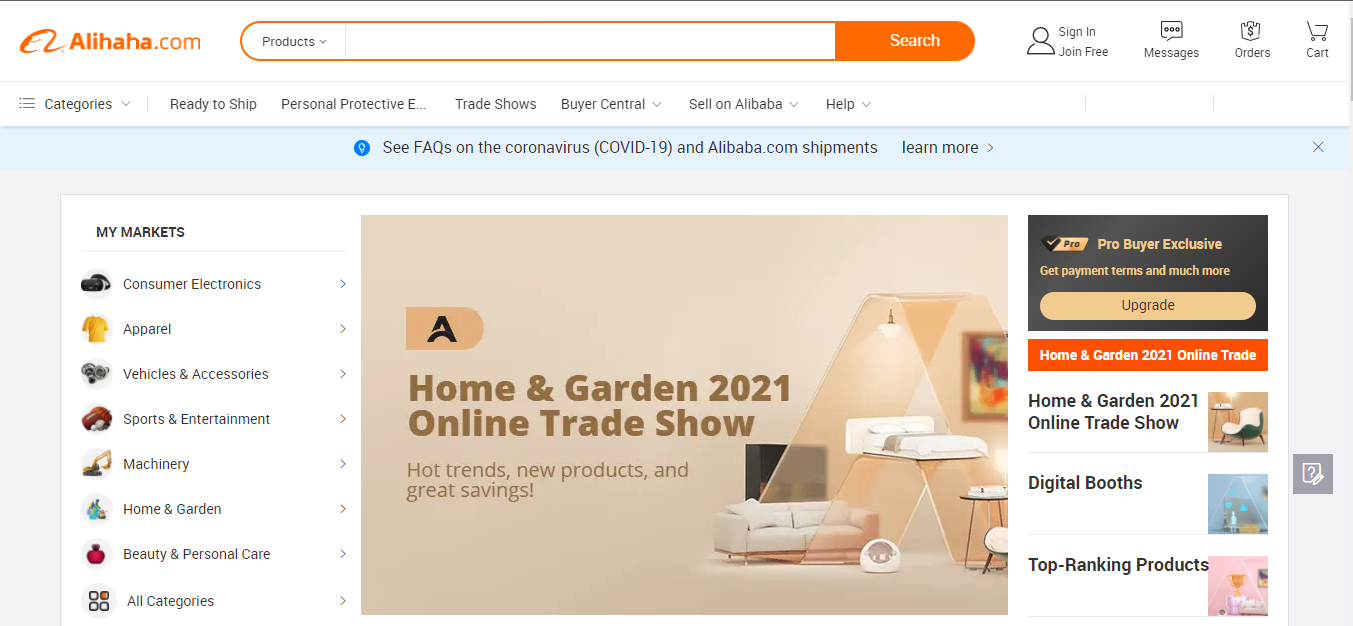 Alihaha.com
Products
Search
Sign In
Join Free
Messages
Orders
Cart
Categories
Ready to Ship
Personal Protective E...
Trade Shows
Buyer Central
Sell on Alibaba
Help
See FAQs on the coronavirus (COVID-19) and Alibaba.com shipments
learn more
MY MARKETS
Consumer Electronics
Apparel
Vehicles & Accessories
Sports & Entertainment
Machinery
Home & Garden
Beauty & Personal Care
All Categories
A
Home & Garden 2021
Online Trade Show
Hot trends, new products, and
great savings!
Pro
Pro Buyer Exclusive
Get payment terms and much more
Upgrade
Home & Garden 2021 Online Trade
Home & Garden 2021
Online Trade Show
Digital Booths
Top-Ranking Products